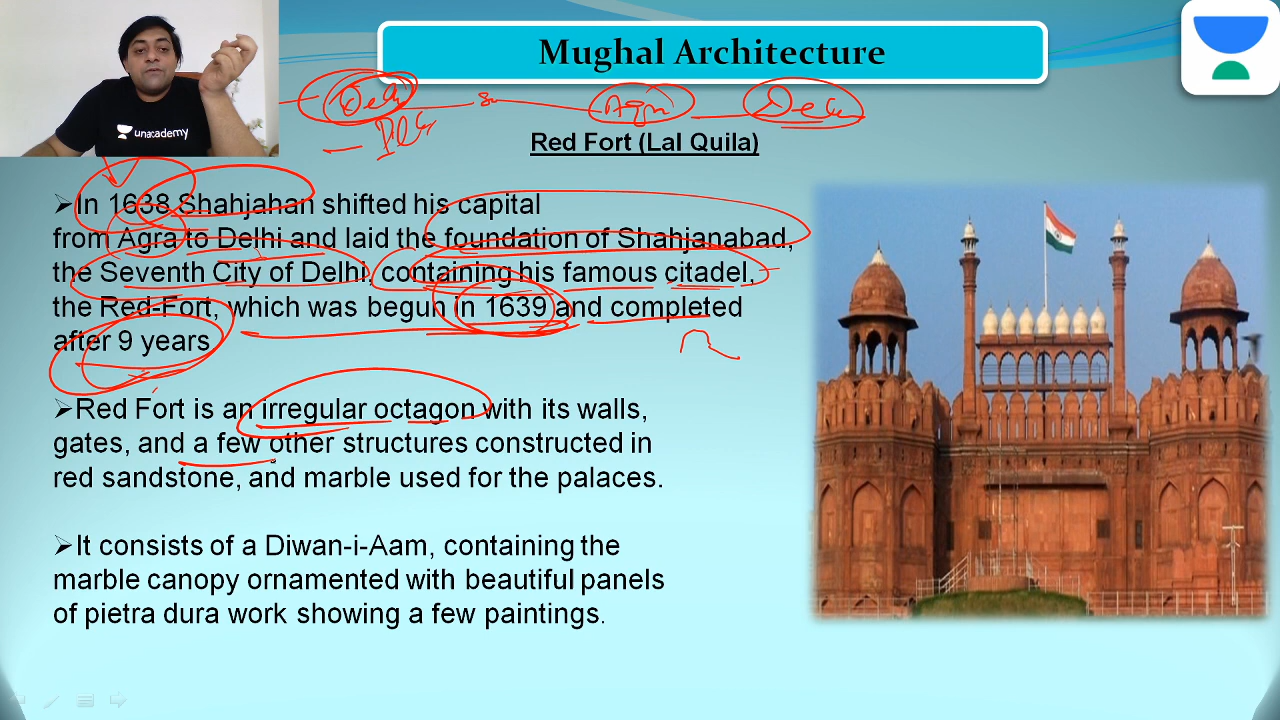 Mughal Architecture
unacademy
Delhi
Agra
Red Fort (Lal Quila)
➢In 1638 Shahjahan shifted his capital
from Agra to Delhi and laid the foundation of Shahjanabad,
the Seventh City of Delhi, containing his famous citadel,
the Red-Fort, which was begun in 1639 and completed
after 9 years
➢Red Fort is an irregular octagon with its walls,
gates, and a few other structures constructed in
red sandstone, and marble used for the palaces.
➢It consists of a Diwan-i-Aam, containing the
marble canopy ornamented with beautiful panels
of pietra dura work showing a few paintings.